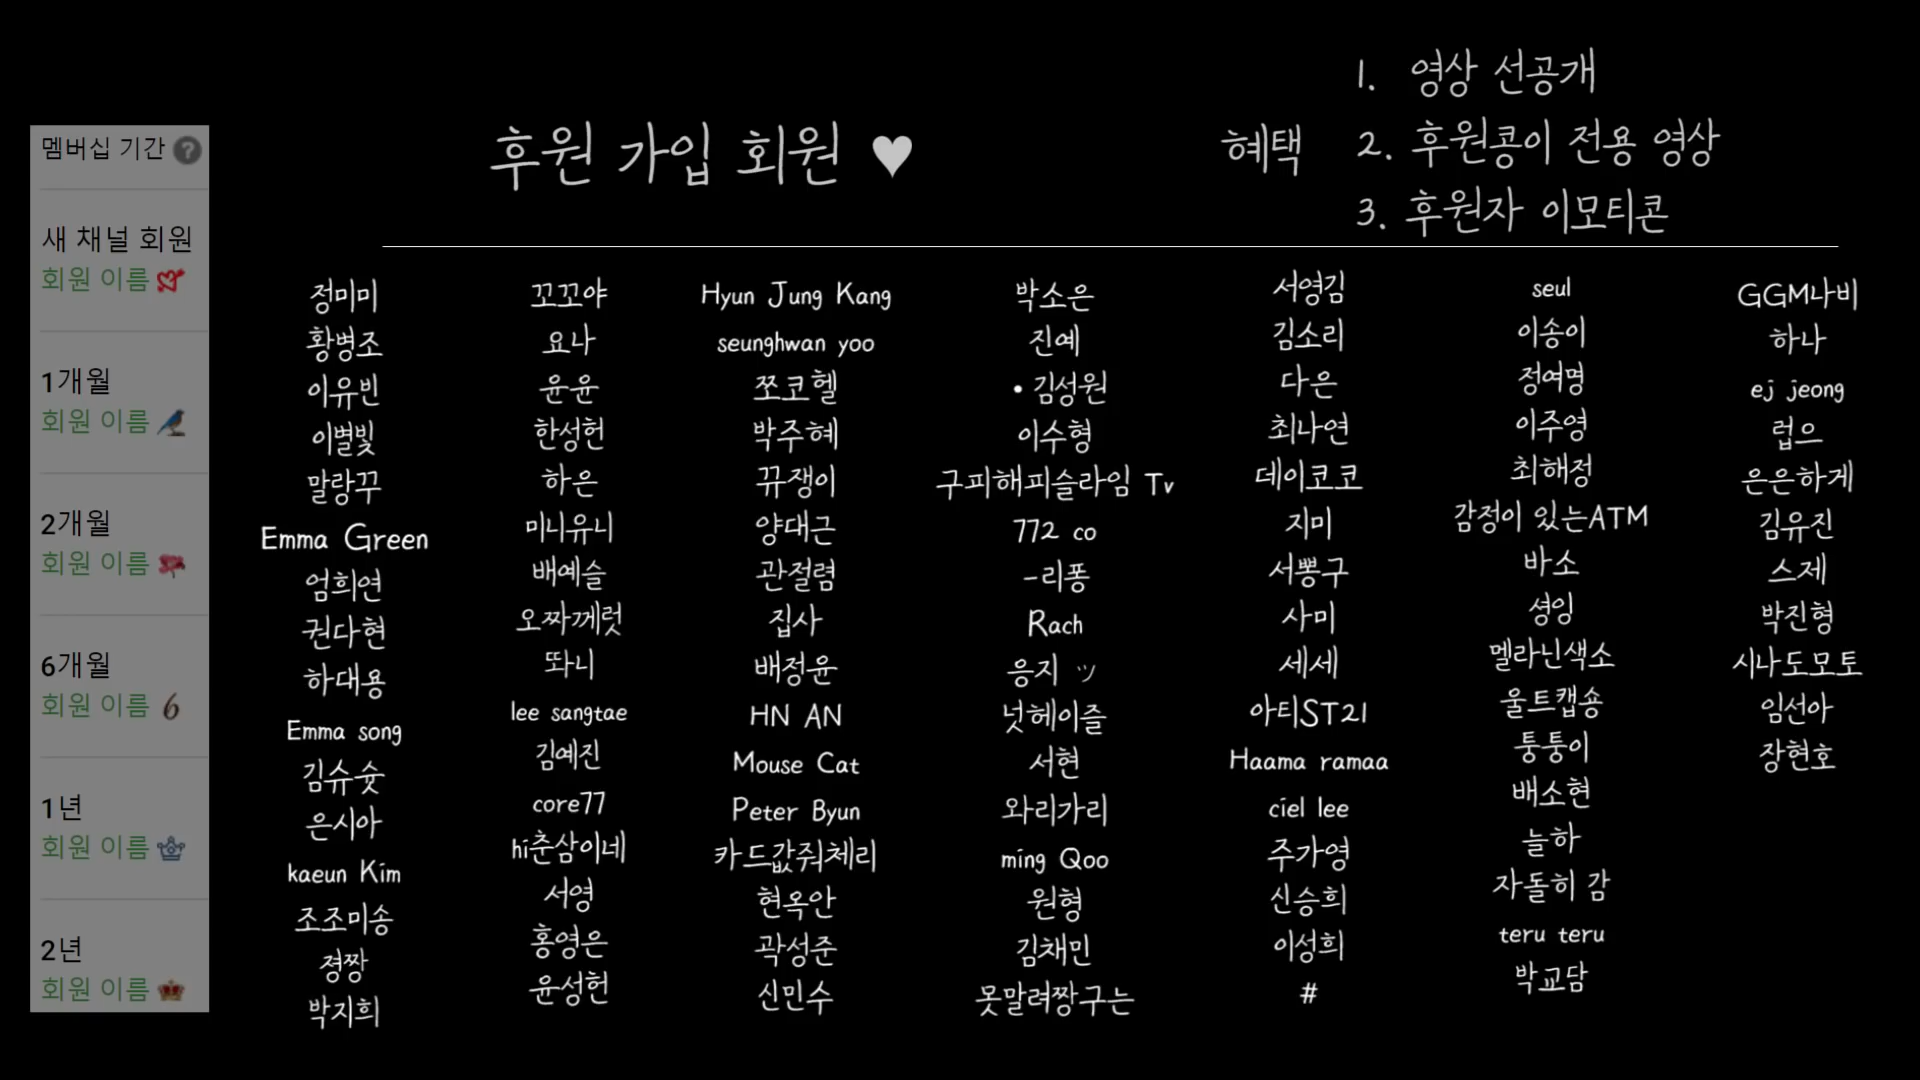 멤버십 기간 ?
새 채널 회원
회원 이름
1개월
회원 이름
2개월
회원 이름
6개월
회원 이름 6
1년
회원 이름
2년
회원 이름
후원 가입 회원 ♥
혜택
1. 영상 선공개
2. 후원콩이 전용 영상
3. 후원자 이모티콘
정미미
황병조
이유빈
이별빛
말랑꾸
Emma Green
엄희연
권다현
하대용
Emma song
김슈슛
은시아
kaeun Kim
조조미송
졍짱
박지희
꼬꼬야
요나
윤윤
한성헌
하은
미니유니
배예슬
오짜께럿
똬니
lee sangtae
김예진
core77
hi춘삼이네
서영
홍영은
윤성헌
Hyun Jung Kang
seunghwan yoo
쪼코헬
박주혜
뀨쟁이
양대근
관절렴
집사
배정윤
HN AN
Mouse Cat
Peter Byun
카드값줘체리
현옥안
곽성준
신민수
박소은
진예
•김성원
이수형
구피해피슬라임 Tv
772 co
-리퐁
Rach
응지 ツ
넛헤이즐
서현
와리가리
ming Qoo
원형
김채민
못말려짱구는
서영김
김소리
다은
최나연
데이코코
지미
서뽕구
사미
세세
아티ST21
Haama ramaa
ciel lee
주가영
신승희
이성희
#
seul
이송이
정여명
이주영
최해정
감정이 있는ATM
바소
셩잉
멜라닌색소
울트캡숑
퉁퉁이
배소현
늘하
자돌히 감
teru teru
박교담
GGM나비
하나
ej jeong
럽으
은은하게
김유진
스제
박진형
시나도모토
임선아
장현호